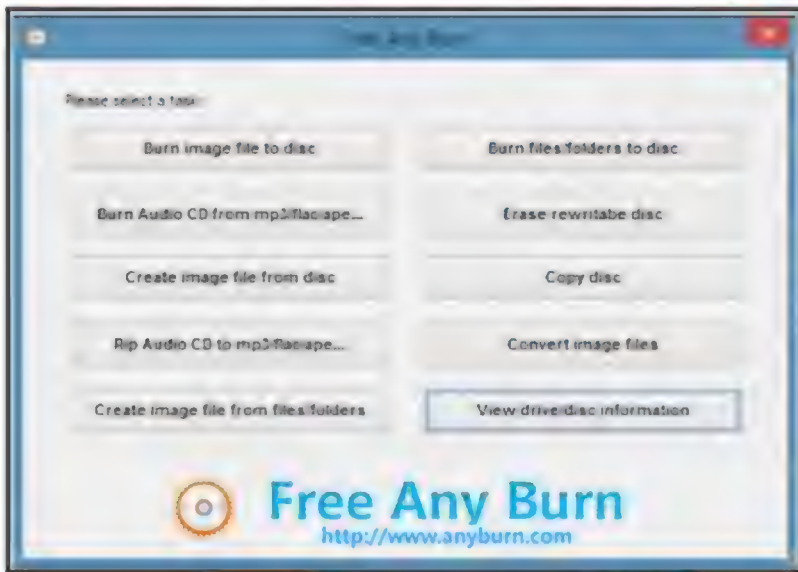 Free Any Burn
Please select a task:
Burn image file to disc
Burn files/folders to disc
Burn Audio CD from mp3/flac/ape...
Erase rewritabe disc
Create image file from disc
Copy disc
Rip Audio CD to mp3/flac/ape...
Convert image files
Create image file from files/folders
View drive/disc information
Free Any Burn
http://www.anyburn.com